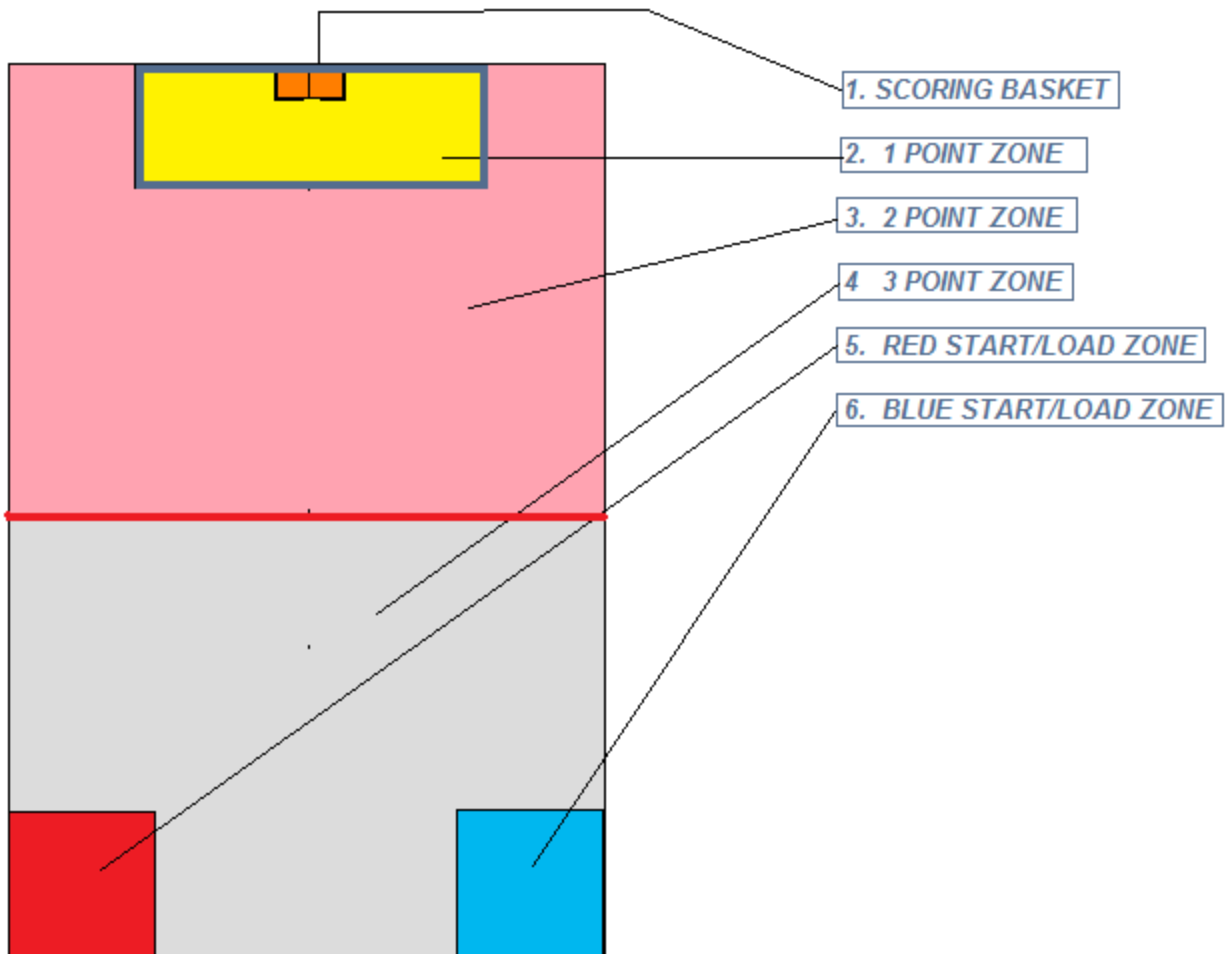 1. SCORING BASKET
2. 1 POINT ZONE
3. 2 POINT ZONE
4 3 POINT ZONE
5. RED START/LOAD ZONE
6. BLUE START/LOAD ZONE